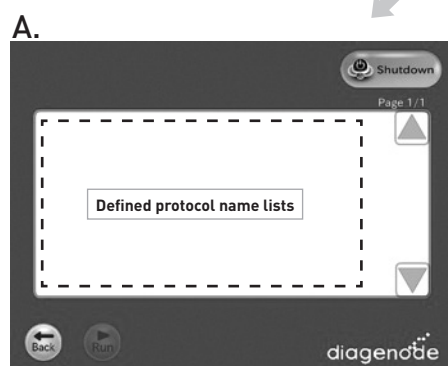 A.
Shutdown
Page 1/1
Defined protocol name lists
Back
Run
diagenode